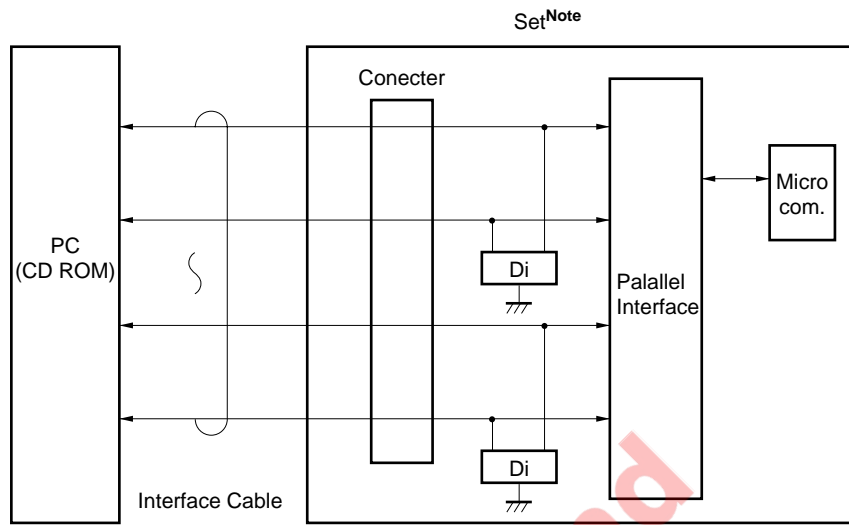 Set Note
Conecter
PC
(CD ROM)
Micro
com.
Di
Palallel
Interface
Di
Interface Cable